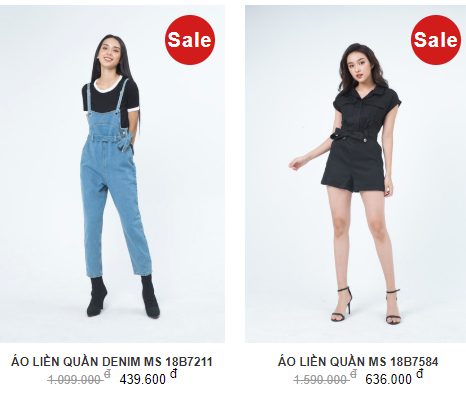 Sale
Sale
ÁO LIỀN QUẦN DENIM MS 18B7211
1.099.000 đ 439.600 đ
ÁO LIỀN QUẦN MS 18B7584
1.590.000 đ 636.000 đ